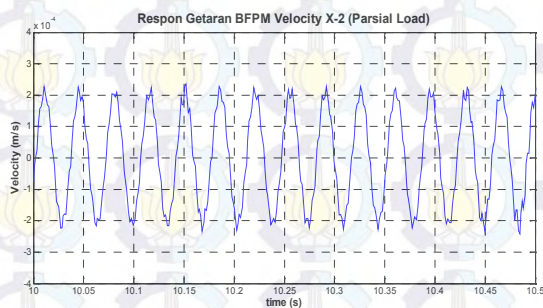 Respon Getaran BFPM Velocity X-2 (Parsial Load)
x 10^-4
4
3
2
1
0
-1
-2
-3
-4
Velocity (m/s)
10 10.05 10.1 10.15 10.2 10.25 10.3 10.35 10.4 10.45 10.5
time (s)